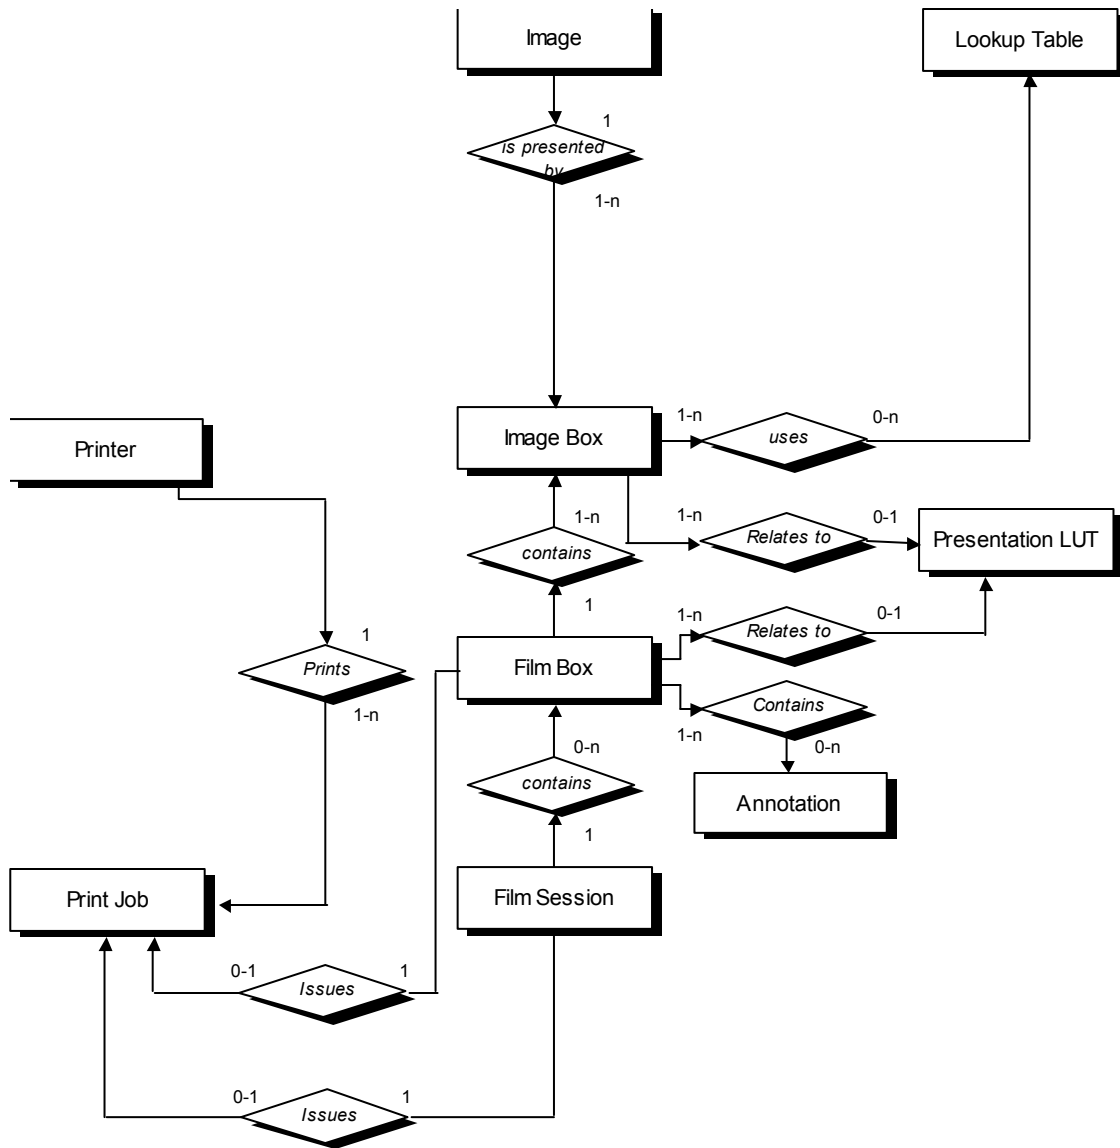 Image
Lookup Table
1
is presented
by
1-n
Printer
Image Box
1-n
uses
0-n
1-n
contains
1
1-n
Relates to
0-1
Presentation LUT
1
Prints
1-n
Film Box
1-n
Relates to
0-1
Contains
1-n
0-n
Annotation
0-n
contains
1
Print Job
Film Session
0-1
Issues
1
0-1
Issues
1